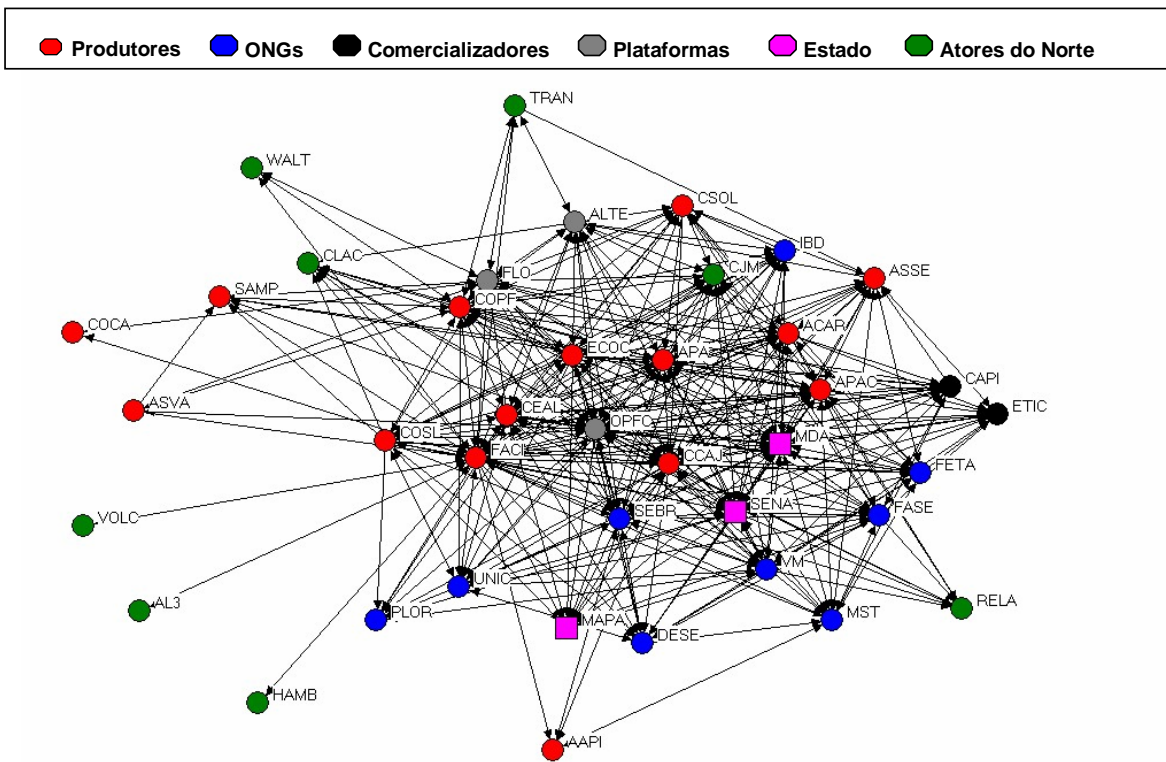 Produtores ONGs Comercializadores Plataformas Estado Atores do Norte
TRAN
WALT
CSOL
ALTE
IBD
CLAC
FLO
CJM
ASSE
SAMP
COPF
COCA
ACAR
ECOC
APA
CAPI
APAC
ASVA
CEAL
ETIC
OPFC
COSL
MDA
FACI
CCAJ
FETA
SEBR
SENA
FASE
VOLC
VM
UNIC
AL3
PLOR
MAPA
DESE
MST
RELA
HAMB
AAPI